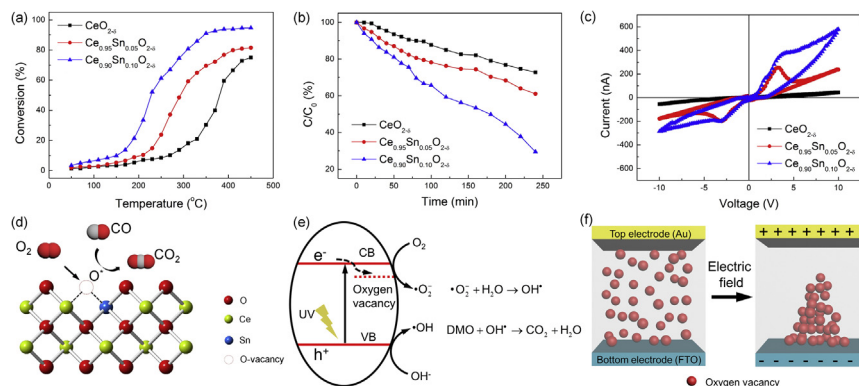 (a)
CeO2-δ
Ce0.95Sn0.05O2-δ
Ce0.90Sn0.10O2-δ
Conversion (%)
100
80
60
40
20
0
0 100 200 300 400 500
Temperature (°C)
(b)
C/C0 (%)
100
90
80
70
60
50
40
30
20
CeO2-δ
Ce0.95Sn0.05O2-δ
Ce0.90Sn0.10O2-δ
0 50 100 150 200 250
Time (min)
(c)
Current (nA)
600
400
200
0
-200
-400
-600
CeO2-δ
Ce0.95Sn0.05O2-δ
Ce0.90Sn0.10O2-δ
-10 -5 0 5 10
Voltage (V)
(d)
O2
CO
CO2
O*
O
Ce
Sn
O-vacancy
(e)
e-
CB
O2
Oxygen
vacancy
•O2- •O2- + H2O → OH•
UV
VB
•OH DMO + OH• → CO2 + H2O
h+
OH-
(f)
Top electrode (Au)
+ + + + + + +
Electric
field
Bottom electrode (FTO)
- - - - - - -
Oxygen vacancy